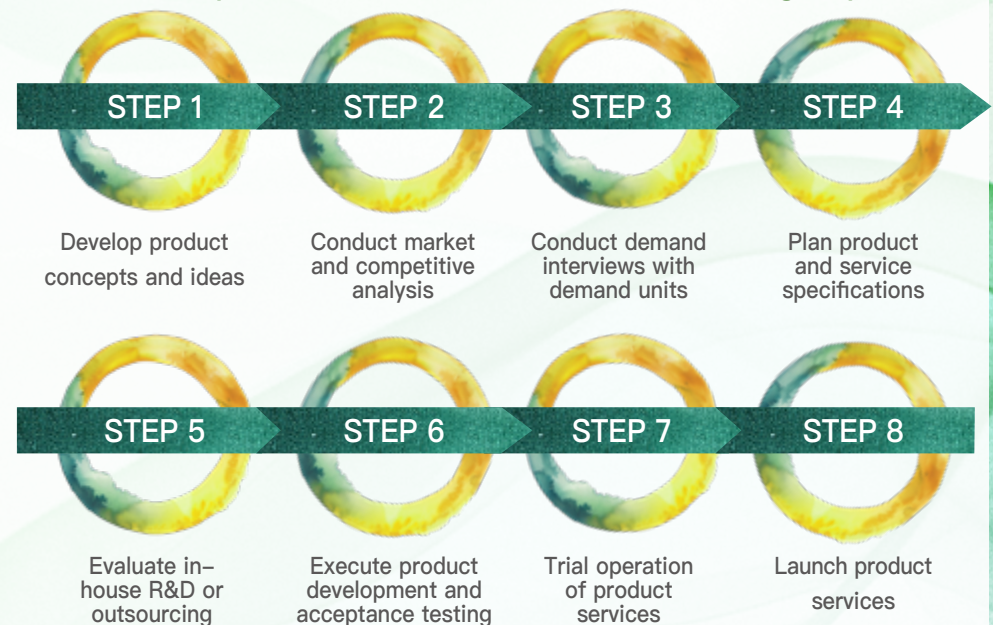 STEP 1
STEP 2
STEP 3
STEP 4
Develop product
concepts and ideas
Conduct market
and competitive
analysis
Conduct demand
interviews with
demand units
Plan product
and service
specifications
STEP 5
STEP 6
STEP 7
STEP 8
Evaluate in-
house R&D or
outsourcing
Execute product
development and
acceptance testing
Trial operation
of product
services
Launch product
services